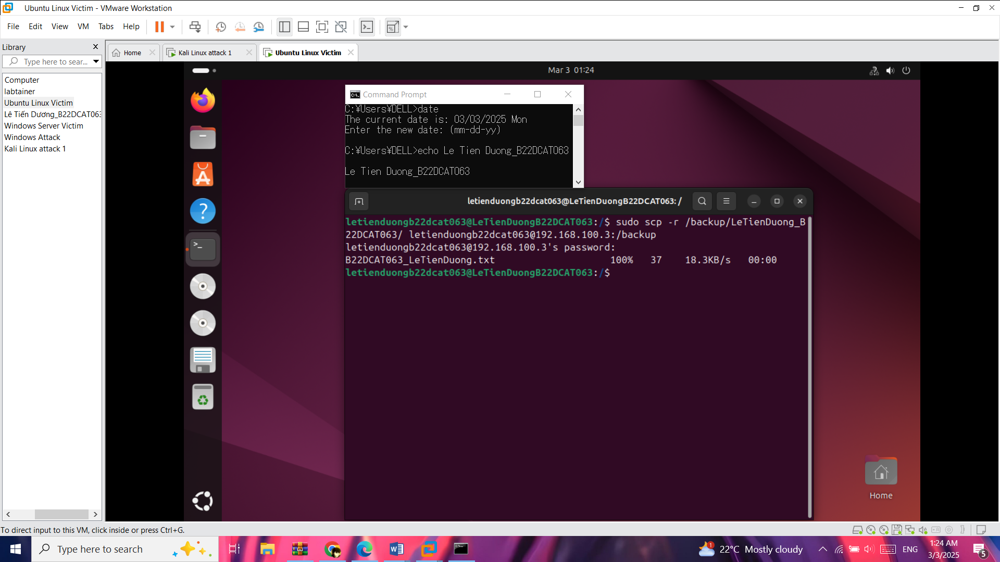 Ubuntu Linux Victim - VMware Workstation
File Edit View VM Tabs Help
Library
Type here to sear...
Computer
labtainer
Ubuntu Linux Victim
Lê Tiến Dương_B22DCAT063
Windows Server Victim
Windows Attack
Kali Linux attack 1
Home
Kali Linux attack 1
Ubuntu Linux Victim
Mar 3 01:24
Command Prompt
C:¥Users¥DELL>date
The current date is: 03/03/2025 Mon
Enter the new date: (mm-dd-yy)
C:¥Users¥DELL>echo Le Tien Duong_B22DCAT063
Le Tien Duong_B22DCAT063
letienduongb22dcat063@LeTienDuongB22DCAT063: /
letienduongb22dcat063@LeTienDuongB22DCAT063:/$ sudo scp -r /backup/LeTienDuong_B
22DCAT063/ letienduongb22dcat063@192.168.100.3:/backup
letienduongb22dcat063@192.168.100.3's password:
B22DCAT063_LeTienDuong.txt 100% 37 18.3KB/s 00:00
letienduongb22dcat063@LeTienDuongB22DCAT063:/$
Home
To direct input to this VM, click inside or press Ctrl+G.
Type here to search
1
22°C Mostly cloudy
ENG
1:24 AM
3/3/2025
5